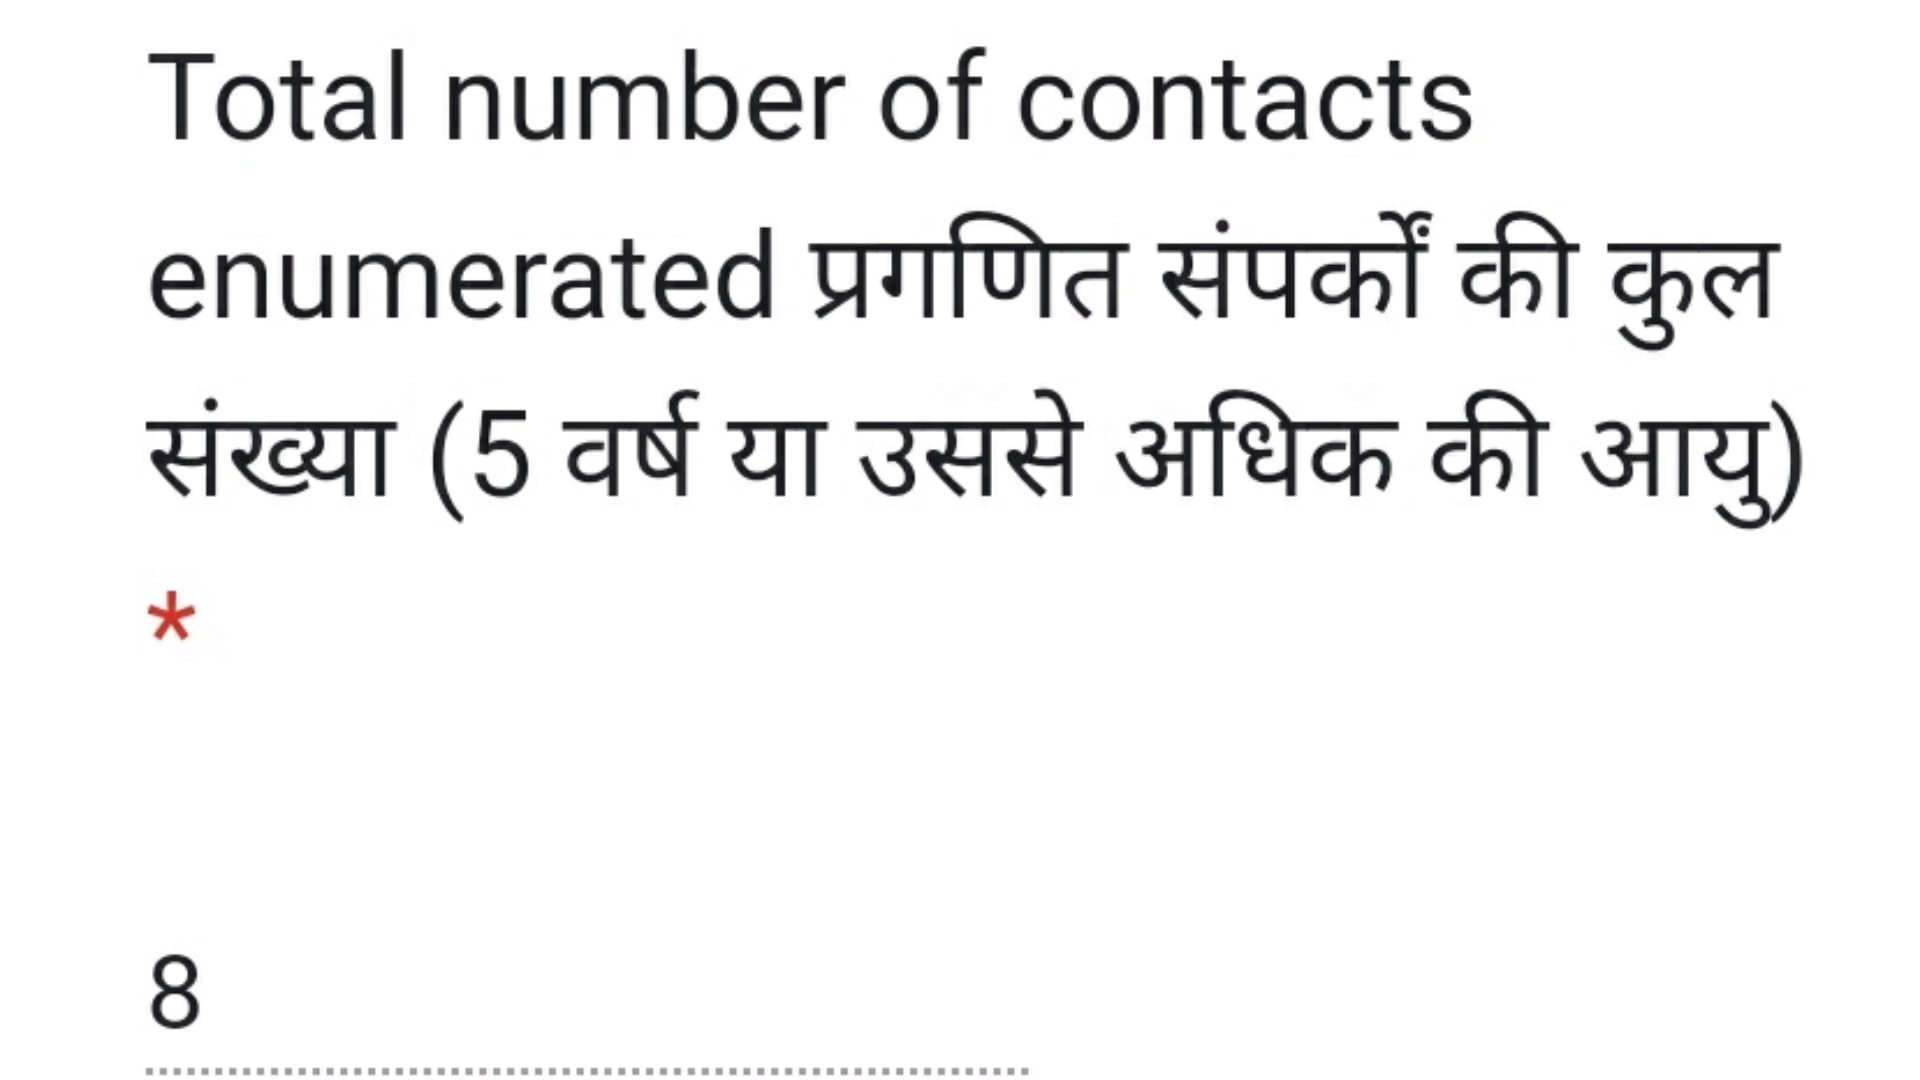 Total number of contacts
enumerated प्रगणित संपर्कों की कुल
संख्या (5 वर्ष या उससे अधिक की आयु)
*
8